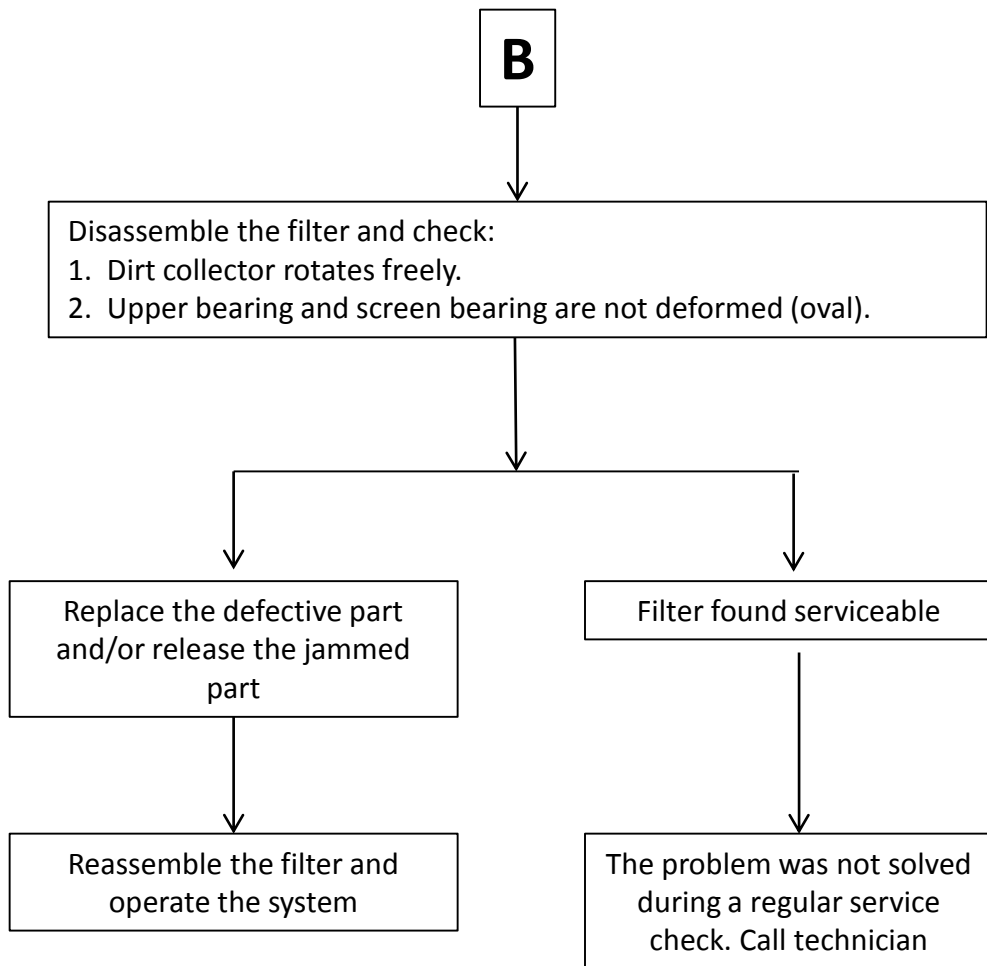 B
Disassemble the filter and check:
1. Dirt collector rotates freely.
2. Upper bearing and screen bearing are not deformed (oval).
Replace the defective part
and/or release the jammed
part
Filter found serviceable
Reassemble the filter and
operate the system
The problem was not solved
during a regular service
check. Call technician